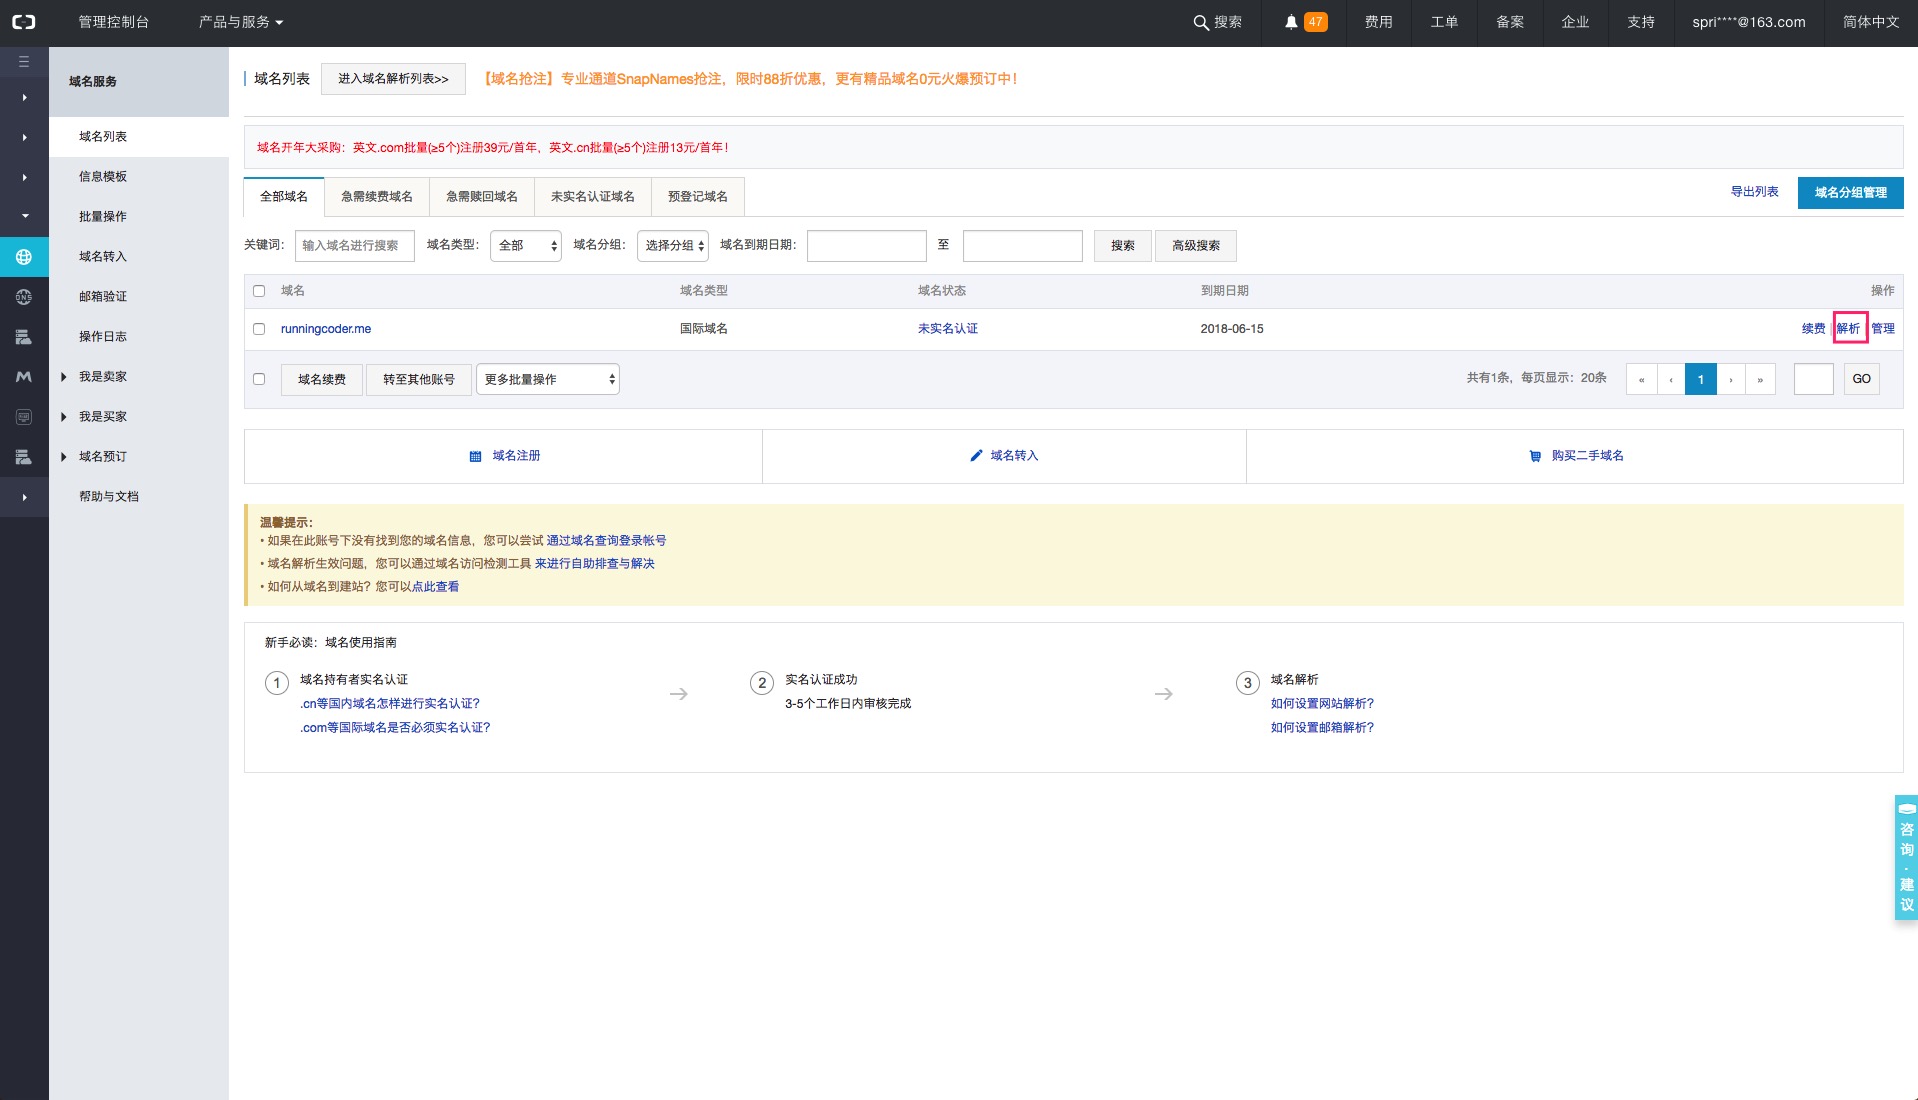 管理控制台 产品与服务 搜索 47 费用 工单 备案 企业 支持 spri****@163.com 简体中文
域名服务
域名列表
信息模板
批量操作
域名转入
邮箱验证
操作日志
我是卖家
我是买家
域名预订
帮助与文档
DNS
域名列表 进入域名解析列表>> 【域名抢注】专业通道SnapNames抢注，限时88折优惠，更有精品域名0元火爆预订中！
域名开年大采购：英文.com批量(≥5个)注册39元/首年，英文.cn批量(≥5个)注册13元/首年！
全部域名 急需续费域名 急需赎回域名 未实名认证域名 预登记域名 导出列表 域名分组管理
关键词： 输入域名进行搜索 域名类型： 全部 域名分组： 选择分组 域名到期日期： 至 搜索 高级搜索
域名 域名类型 域名状态 到期日期 操作
runningcoder.me 国际域名 未实名认证 2018-06-15 续费 | 解析 | 管理
域名续费 转至其他账号 更多批量操作 共有1条，每页显示：20条 « ‹ 1 › » GO
域名注册 域名转入 购买二手域名
温馨提示：
• 如果在此账号下没有找到您的域名信息，您可以尝试 通过域名查询登录帐号
• 域名解析生效问题，您可以通过域名访问检测工具 来进行自助排查与解决
• 如何从域名到建站？您可以点此查看
新手必读：域名使用指南
1 域名持有者实名认证
.cn等国内域名怎样进行实名认证？
.com等国际域名是否必须实名认证？
2 实名认证成功
3-5个工作日内审核完成
3 域名解析
如何设置网站解析？
如何设置邮箱解析？
咨询·建议